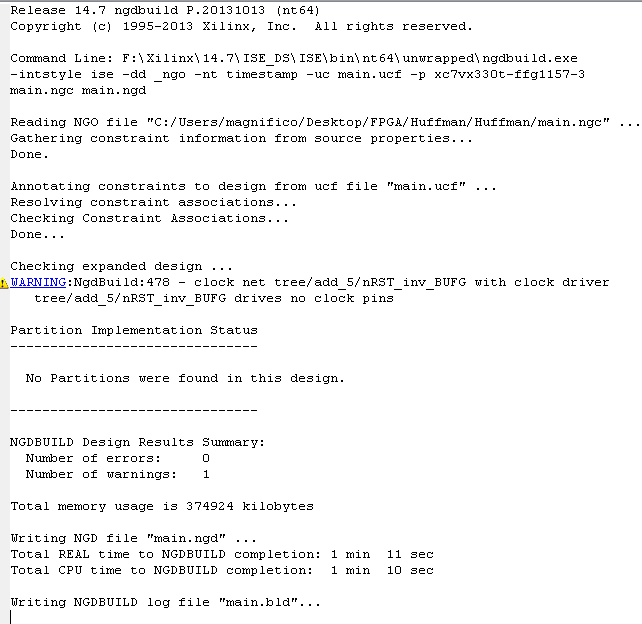 Release 14.7 ngdbuild P.20131013 (nt64)
Copyright (c) 1995-2013 Xilinx, Inc.  All rights reserved.
Command Line: F:\Xilinx\14.7\ISE_DS\ISE\bin\nt64\unwrapped\ngdbuild.exe
-intstyle ise -dd _ngo -nt timestamp -uc main.ucf -p xc7vx330t-ffg1157-3
main.ngc main.ngd
Reading NGO file "C:/Users/magnifico/Desktop/FPGA/Huffman/Huffman/main.ngc" ...
Gathering constraint information from source properties...
Done.
Annotating constraints to design from ucf file "main.ucf" ...
Resolving constraint associations...
Checking Constraint Associations...
Done...
Checking expanded design ...
WARNING:NgdBuild:478 - clock net tree/add_5/nRST_inv_BUFG with clock driver
tree/add_5/nRST_inv_BUFG drives no clock pins
Partition Implementation Status
-------------------------------
No Partitions were found in this design.
-------------------------------
NGDBUILD Design Results Summary:
Number of errors:     0
Number of warnings:   1
Total memory usage is 374924 kilobytes
Writing NGD file "main.ngd" ...
Total REAL time to NGDBUILD completion: 1 min  11 sec
Total CPU time to NGDBUILD completion:  1 min  10 sec
Writing NGDBUILD log file "main.bld"...